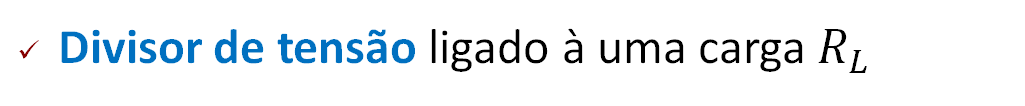 ✓ Divisor de tensão ligado à uma carga $R_L$